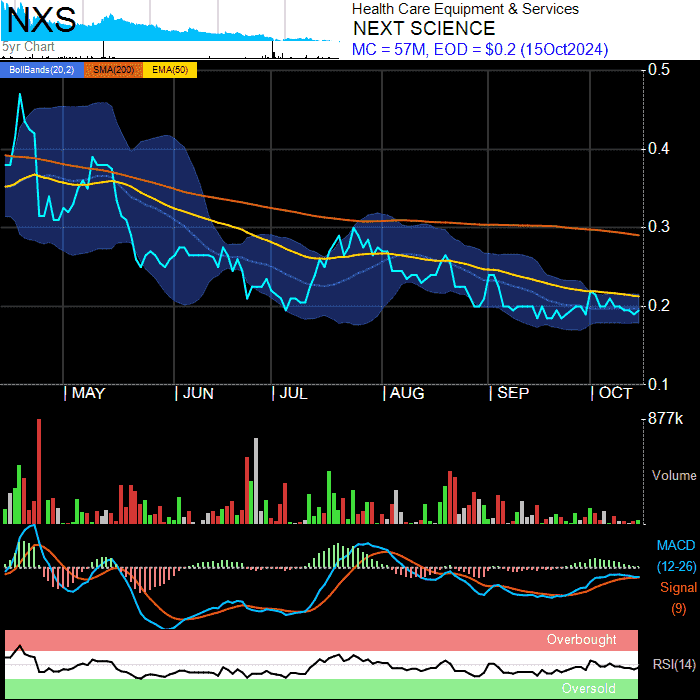 NXS
5yr Chart
Health Care Equipment & Services
NEXT SCIENCE
MC = 57M, EOD = $0.2 (15Oct2024)
BollBands(20,2) SMA(200) EMA(50)
0.5
0.4
0.3
0.2
0.1
MAY JUN JUL AUG SEP OCT
877k
Volume
MACD
(12-26)
Signal
(9)
Overbought
RSI(14)
Oversold